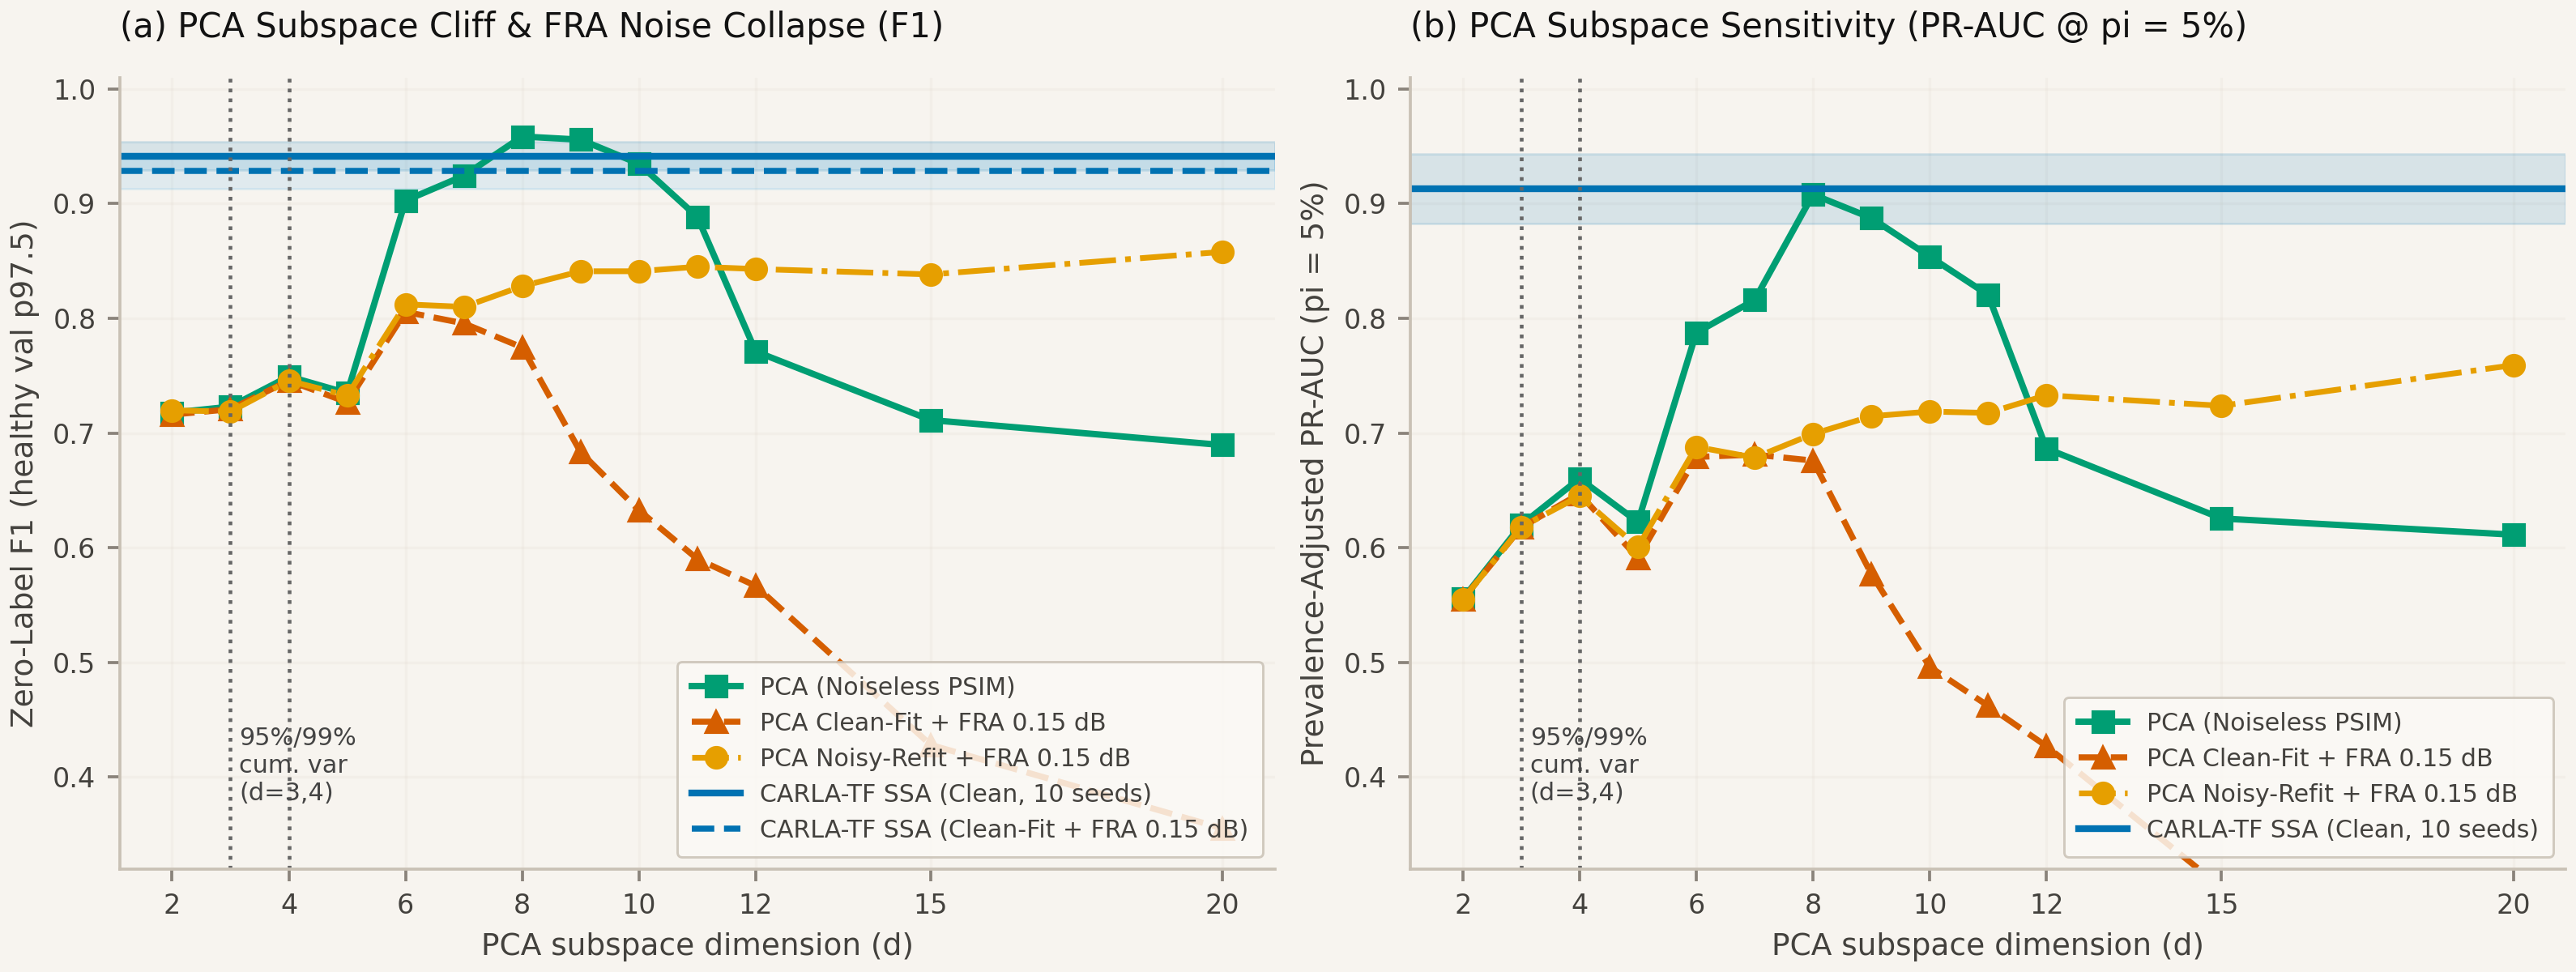 (a) PCA Subspace Cliff & FRA Noise Collapse (F1)
Zero-Label F1 (healthy val p97.5)
1.0
0.9
0.8
0.7
0.6
0.5
0.4
95%/99%
cum. var
(d=3,4)
PCA (Noiseless PSIM)
PCA Clean-Fit + FRA 0.15 dB
PCA Noisy-Refit + FRA 0.15 dB
CARLA-TF SSA (Clean, 10 seeds)
CARLA-TF SSA (Clean-Fit + FRA 0.15 dB)
2 4 6 8 10 12 15 20
PCA subspace dimension (d)
(b) PCA Subspace Sensitivity (PR-AUC @ pi = 5%)
Prevalence-Adjusted PR-AUC (pi = 5%)
1.0
0.9
0.8
0.7
0.6
0.5
0.4
95%/99%
cum. var
(d=3,4)
PCA (Noiseless PSIM)
PCA Clean-Fit + FRA 0.15 dB
PCA Noisy-Refit + FRA 0.15 dB
CARLA-TF SSA (Clean, 10 seeds)
2 4 6 8 10 12 15 20
PCA subspace dimension (d)